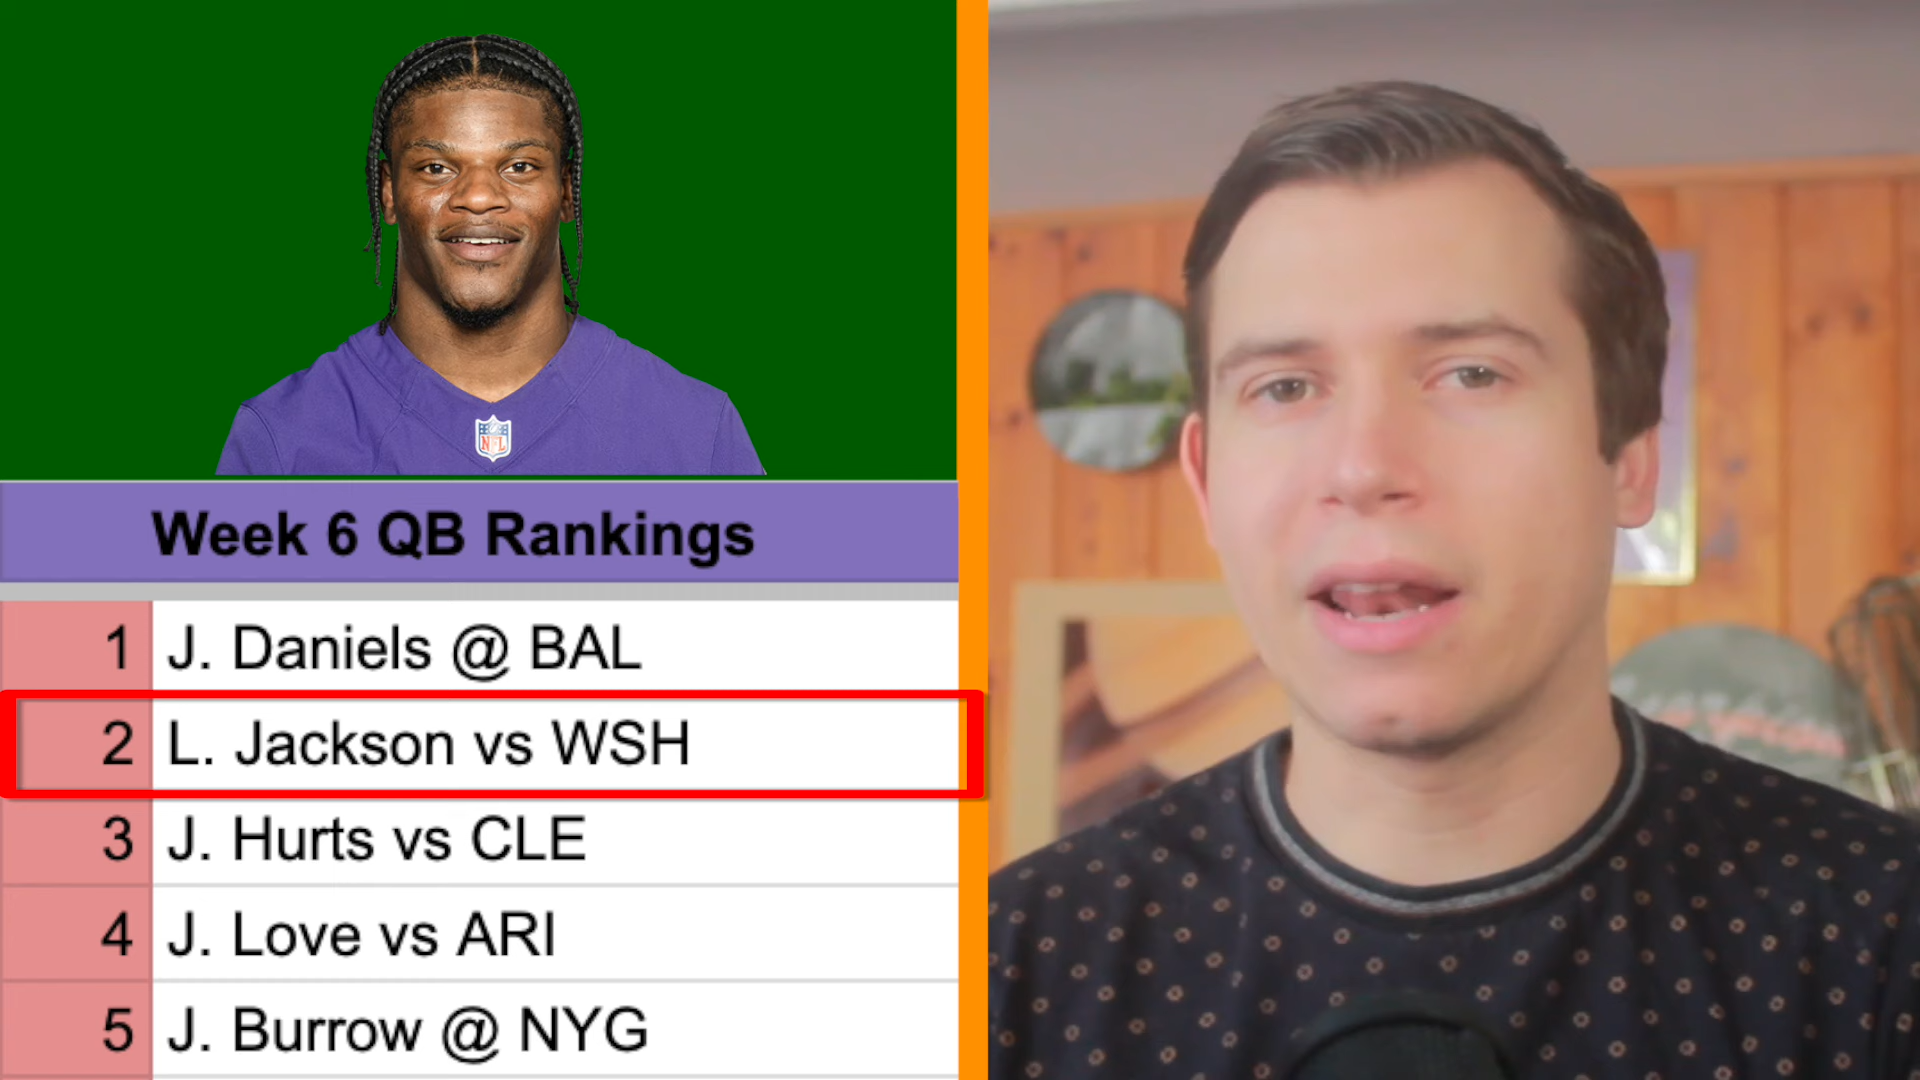 NFL
Week 6 QB Rankings
1 J. Daniels @ BAL
2 L. Jackson vs WSH
3 J. Hurts vs CLE
4 J. Love vs ARI
5 J. Burrow @ NYG